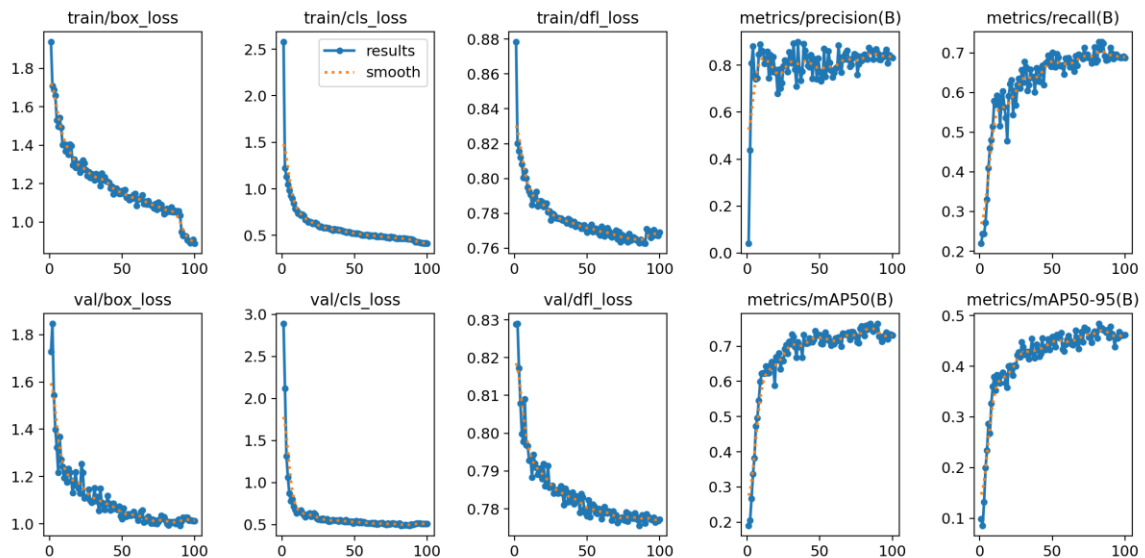 train/box_loss
1.8
1.6
1.4
1.2
1.0
0 50 100
train/cls_loss
results
smooth
2.5
2.0
1.5
1.0
0.5
0 50 100
train/dfl_loss
0.88
0.86
0.84
0.82
0.80
0.78
0.76
0 50 100
metrics/precision(B)
0.8
0.6
0.4
0.2
0.0
0 50 100
metrics/recall(B)
0.7
0.6
0.5
0.4
0.3
0.2
0 50 100
val/box_loss
1.8
1.6
1.4
1.2
1.0
0 50 100
val/cls_loss
3.0
2.5
2.0
1.5
1.0
0.5
0 50 100
val/dfl_loss
0.83
0.82
0.81
0.80
0.79
0.78
0 50 100
metrics/mAP50(B)
0.7
0.6
0.5
0.4
0.3
0.2
0 50 100
metrics/mAP50-95(B)
0.5
0.4
0.3
0.2
0.1
0 50 100